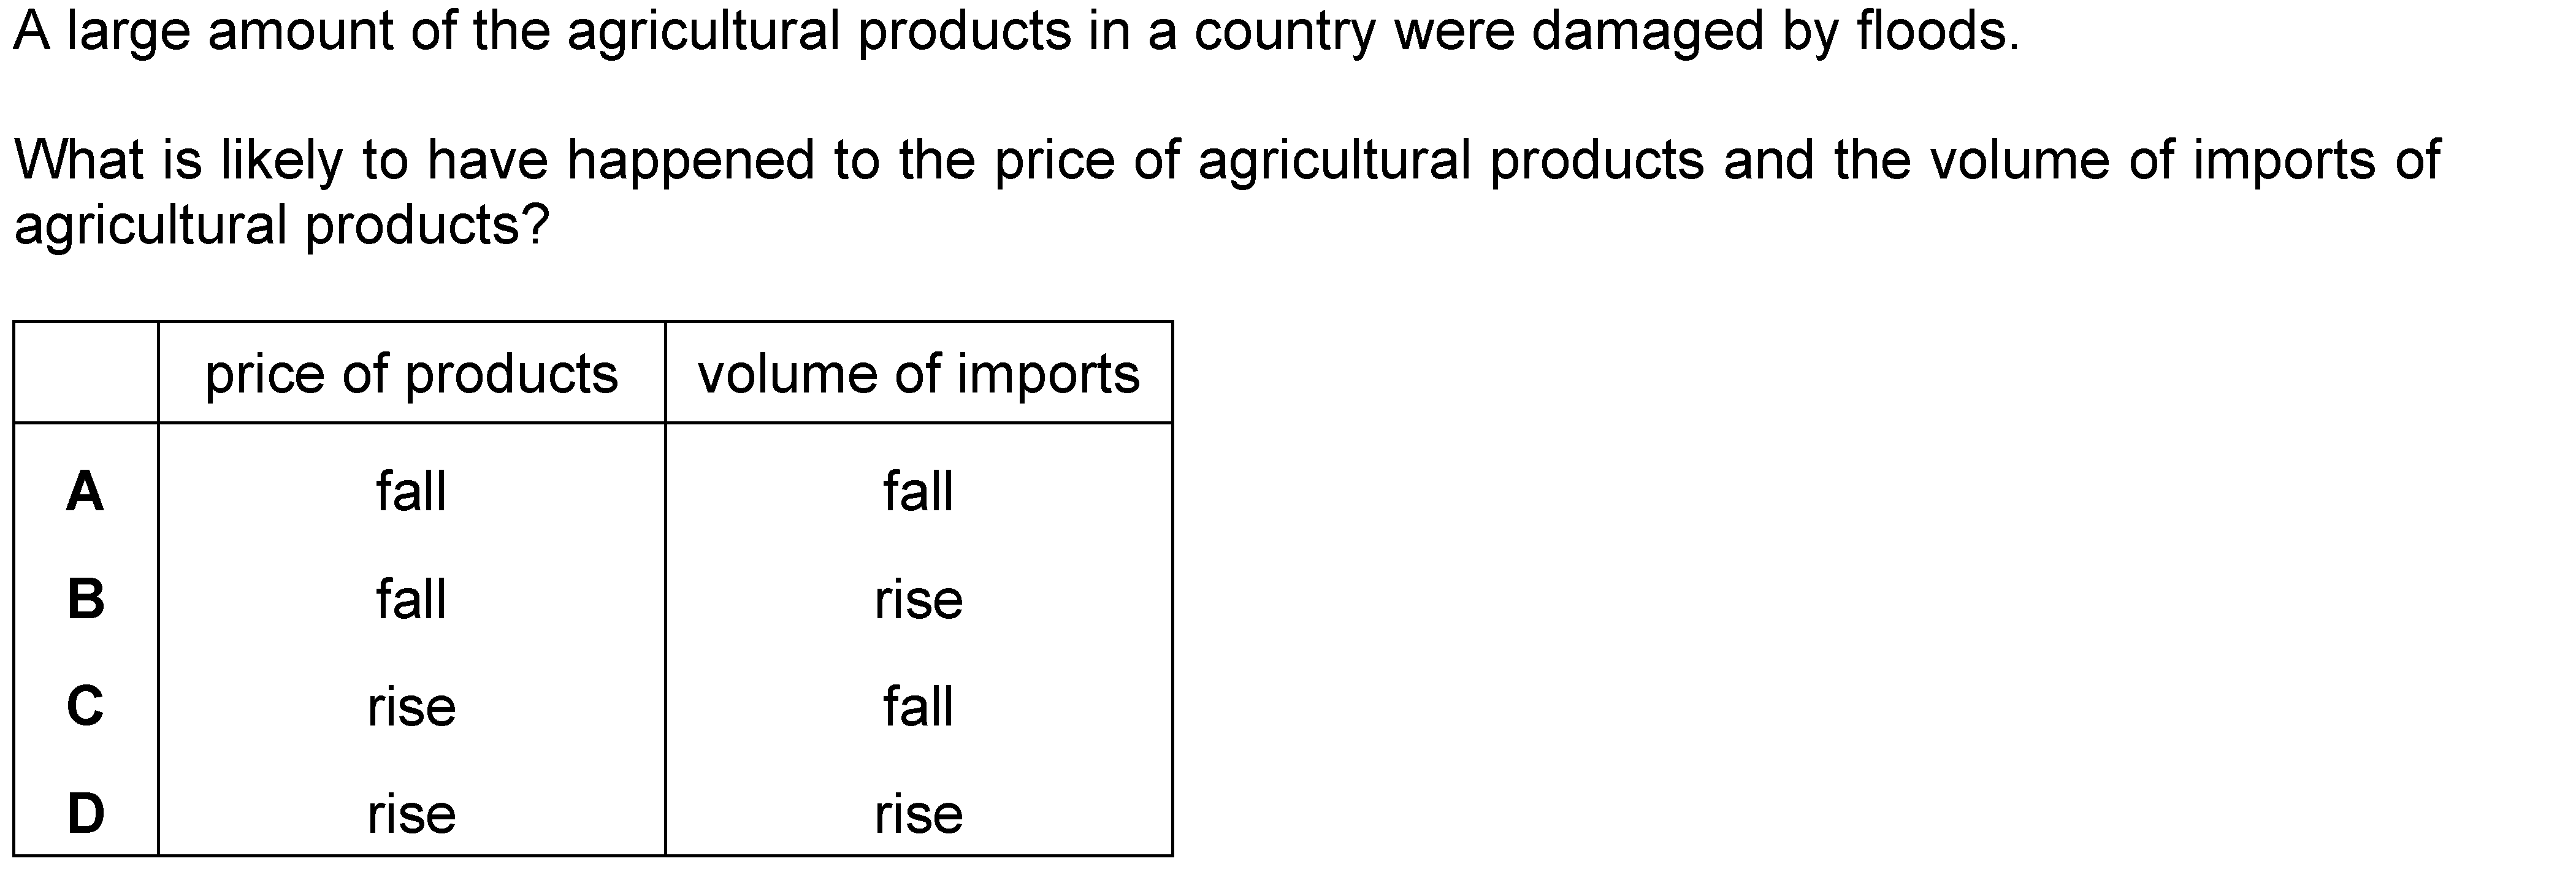 A large amount of the agricultural products in a country were damaged by floods.
What is likely to have happened to the price of agricultural products and the volume of imports of
agricultural products?
price of products volume of imports
A fall fall
B fall rise
C rise fall
D rise rise